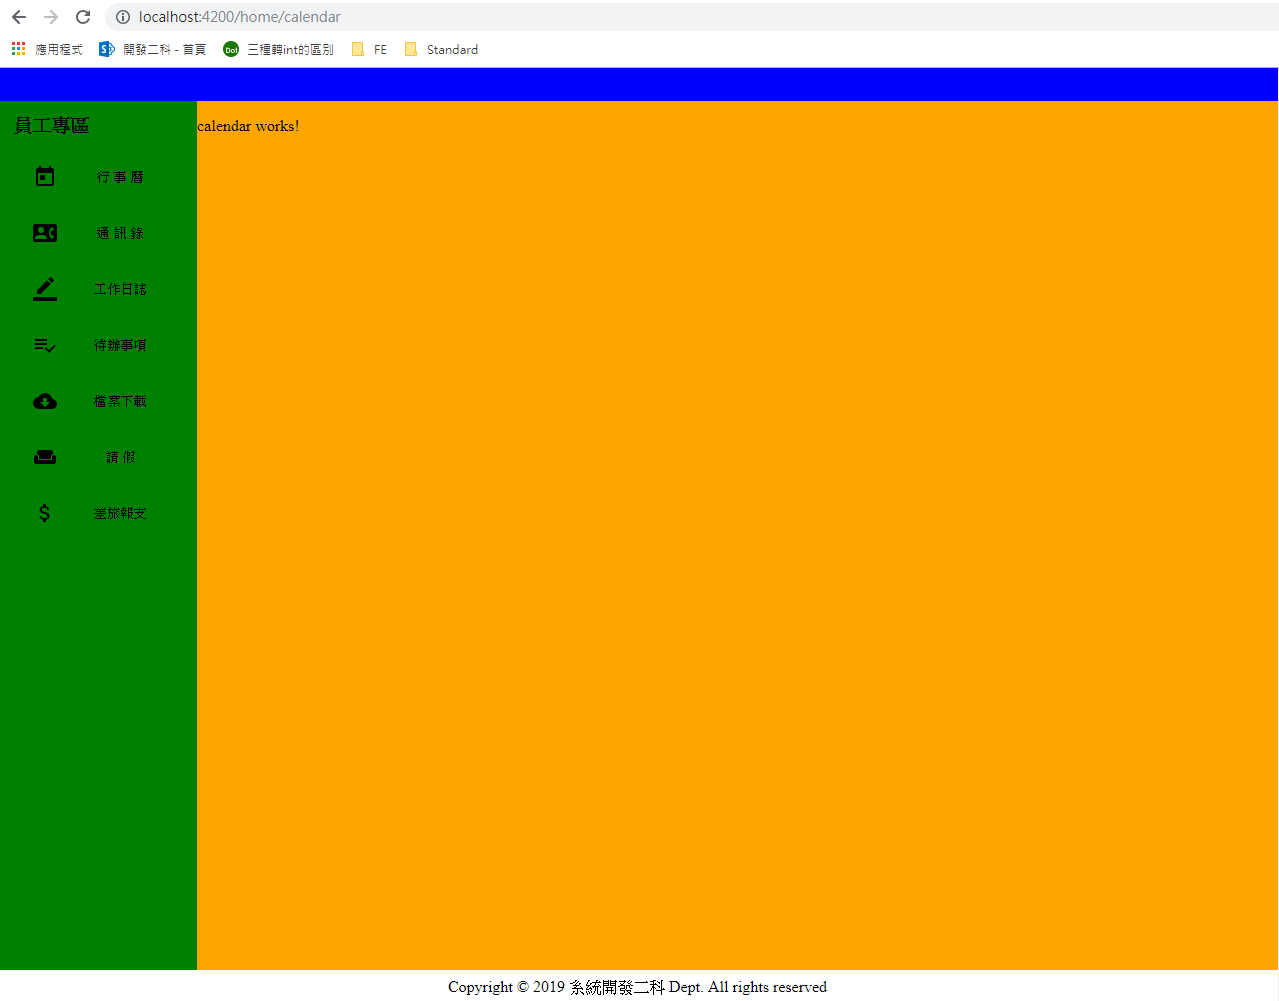 localhost:4200/home/calendar
應用程式 開發二科 - 首頁 Dof 三種轉int的區別 FE Standard
員工專區
calendar works!
行 事 曆
通 訊 錄
工作日誌
待辦事項
檔案下載
請 假
差旅報支
Copyright © 2019 系統開發二科 Dept. All rights reserved